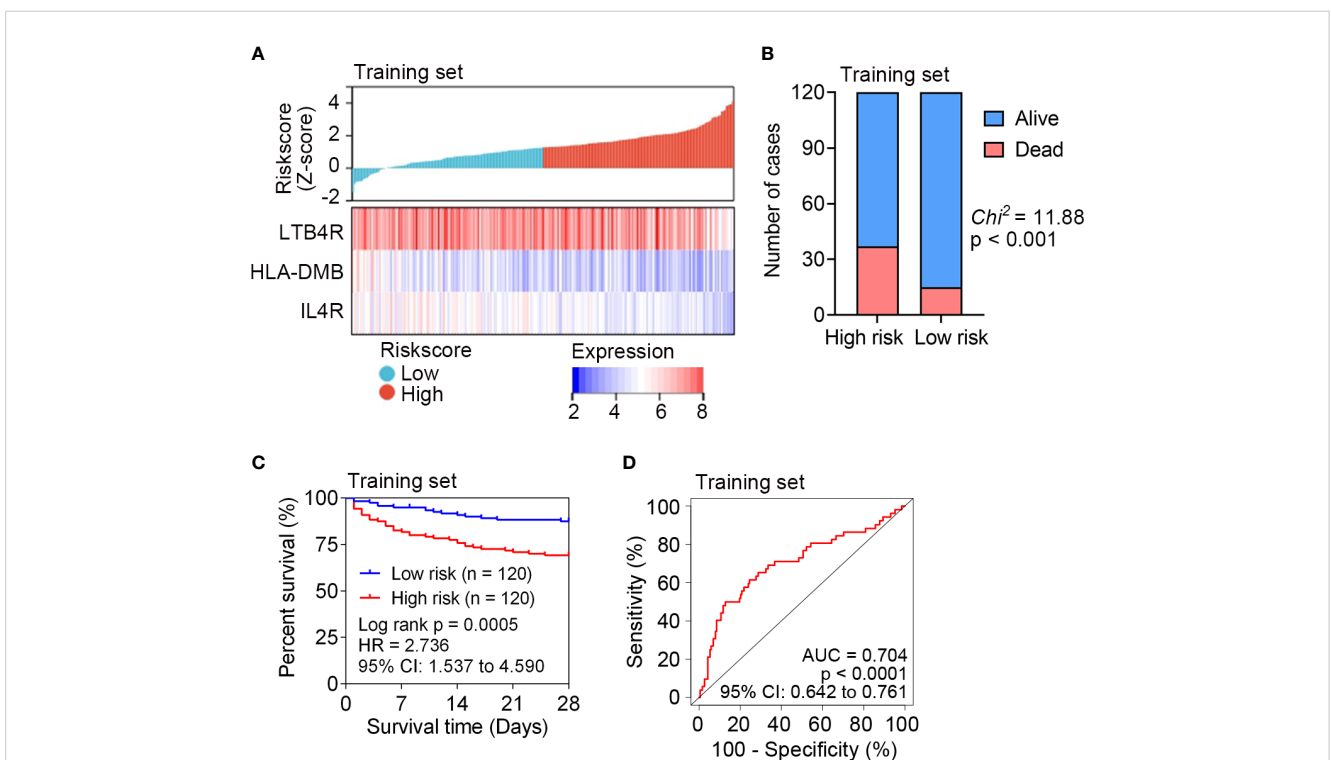 A
Training set
Riskscore
(Z-score)
4
2
0
−2
LTB4R
HLA-DMB
IL4R
Riskscore
Low
High
Expression
2 4 6 8
B
Training set
Number of cases
120
90
60
30
0
High risk Low risk
Alive
Dead
Chi² = 11.88
p < 0.001
C
Training set
Percent survival (%)
100
75
50
25
0
Low risk (n = 120)
High risk (n = 120)
Log rank p = 0.0005
HR = 2.736
95% CI: 1.537 to 4.590
0 7 14 21 28
Survival time (Days)
D
Training set
Sensitivity (%)
100
80
60
40
20
0
AUC = 0.704
p < 0.0001
95% CI: 0.642 to 0.761
0 20 40 60 80 100
100 - Specificity (%)